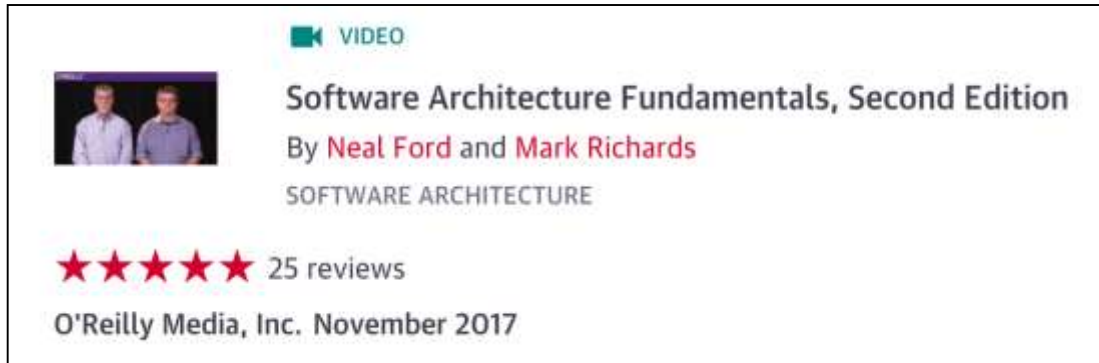 VIDEO
Software Architecture Fundamentals, Second Edition
By Neal Ford and Mark Richards
SOFTWARE ARCHITECTURE
25 reviews
O'Reilly Media, Inc. November 2017